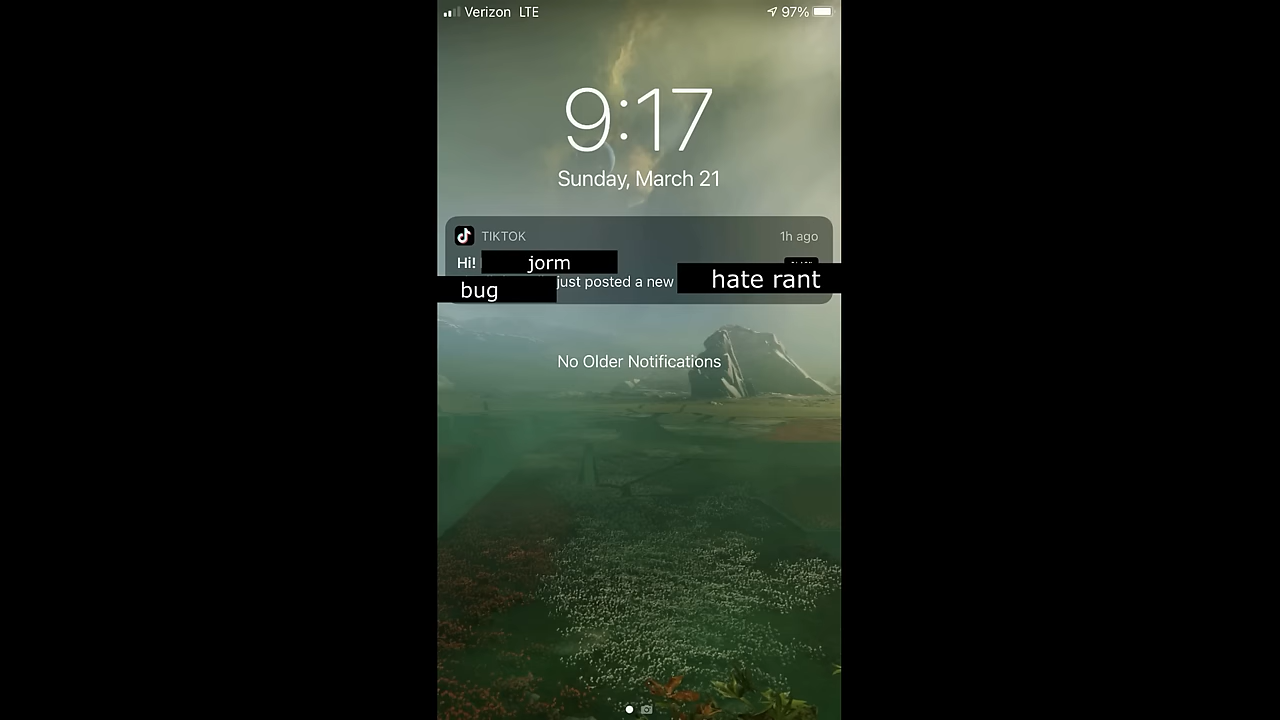 Verizon LTE 97%
9:17
Sunday, March 21
TIKTOK 1h ago
Hi! jorm
bug just posted a new hate rant
No Older Notifications